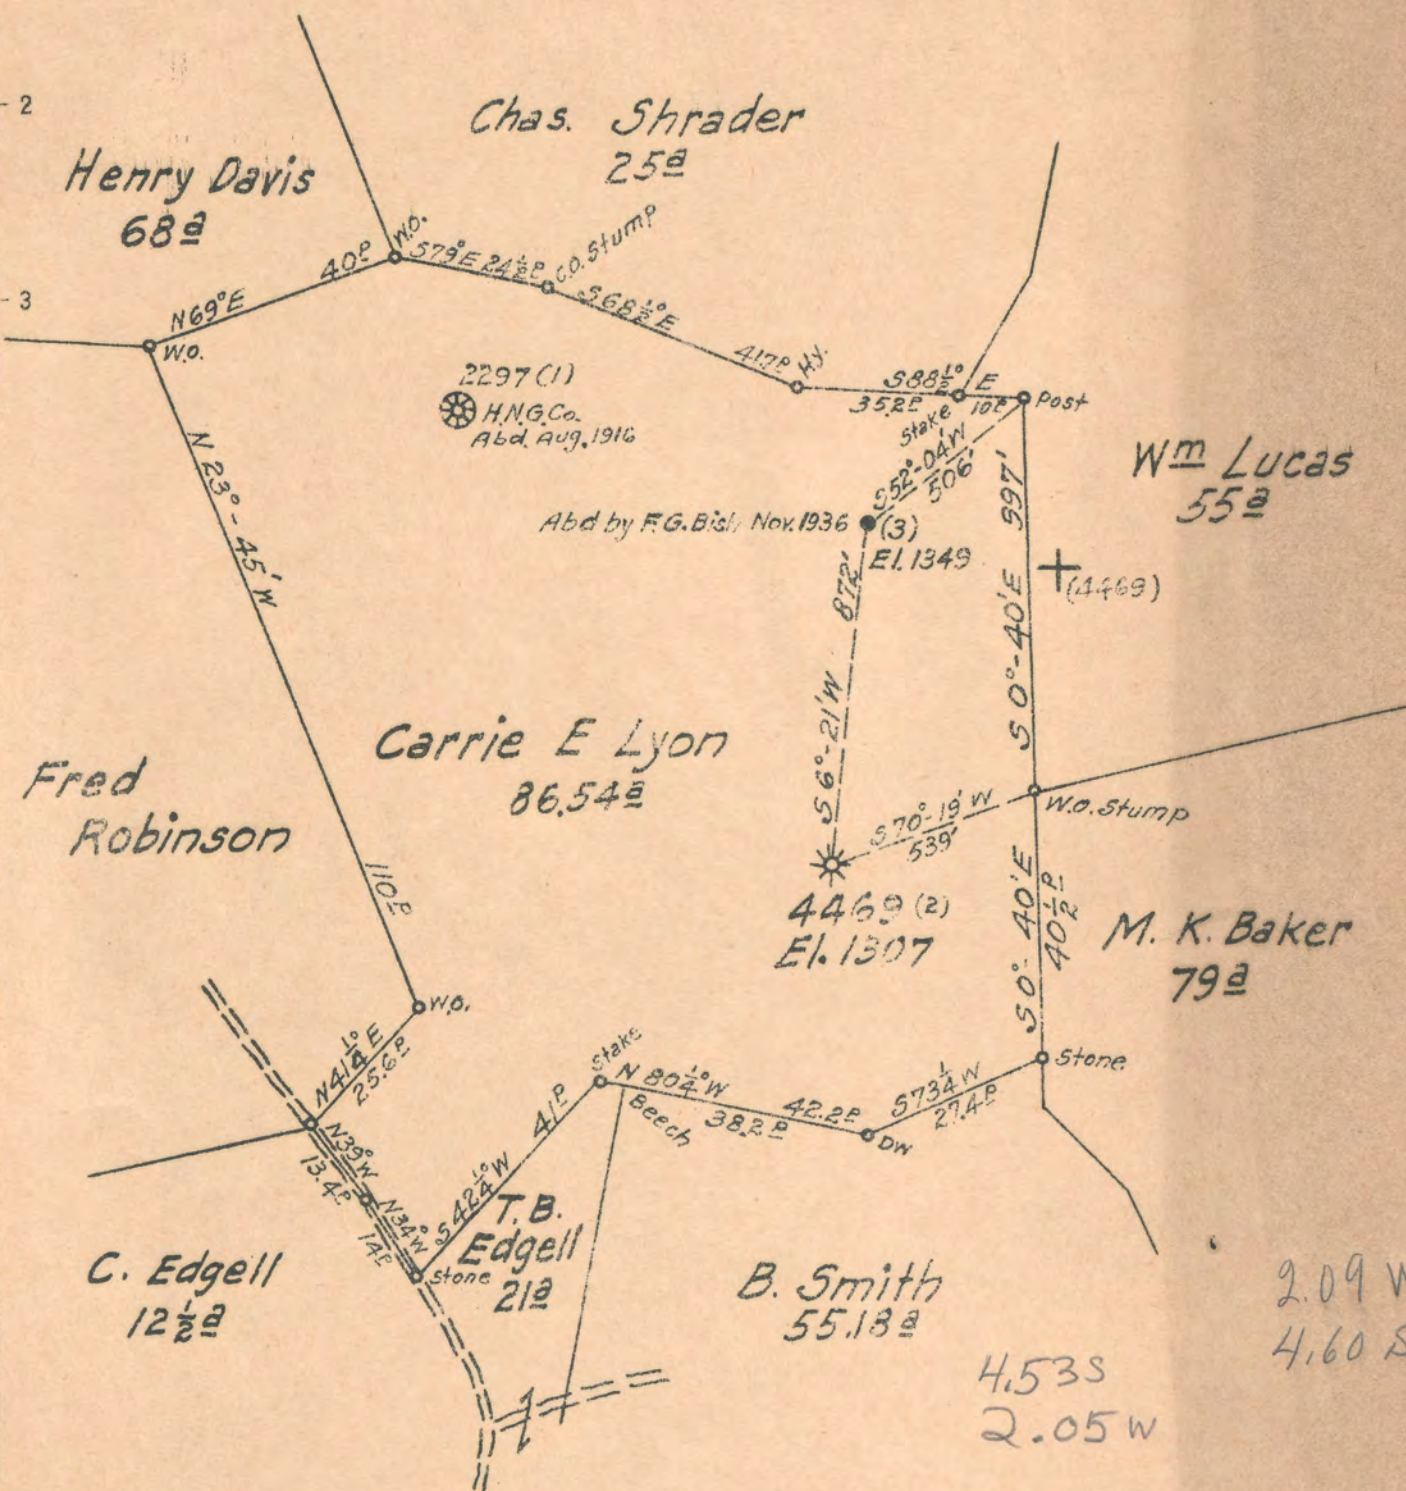 - 2
Chas. Shrader
25a
Henry Davis
68a
- 3
W.O.
N69°E 40P
W.O.
S79°E 24½P
C.O. Stump
S68½°E 41.7P
Hy.
S88½° E
35.2P
10P
Stake
Post
2297 (1)
H.N.G.Co.
Abd. Aug. 1916
S52°-04'W
506'
Wm Lucas
55a
Abd by F.G. Bish Nov. 1936
(3)
El. 1349
S 0°-40'E 997'
(4469)
N 23°-45'W
110P
872'
S 6°-21'W
Carrie E Lyon
86.54a
Fred
Robinson
S 70°-19'W
539'
W.O. Stump
4469 (2)
El. 1307
S 0°-40'E
40½P
M. K. Baker
79a
W.O.
N41¼°E
25.6P
Stake
N 80¼°W
Beech
38.2P
42.2P
DW
S73¼W
27.4P
Stone
41P
S42¼°W
N39°W
13.4P
N34°W
14P
Stone
T.B.
Edgell
21a
C. Edgell
12½a
B. Smith
55.18a
2.09 W
4.60 S
4.53S
2.05 W